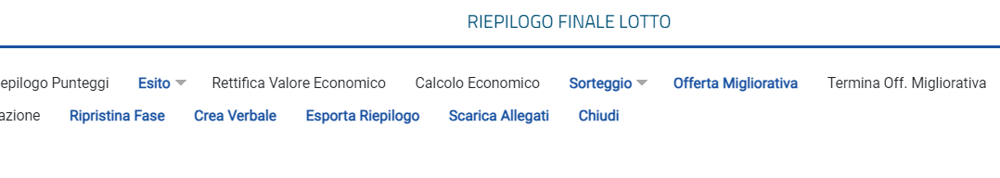 RIEPILOGO FINALE LOTTO
epilogo Punteggi Esito Rettifica Valore Economico Calcolo Economico Sorteggio Offerta Migliorativa Termina Off. Migliorativa
azione Ripristina Fase Crea Verbale Esporta Riepilogo Scarica Allegati Chiudi